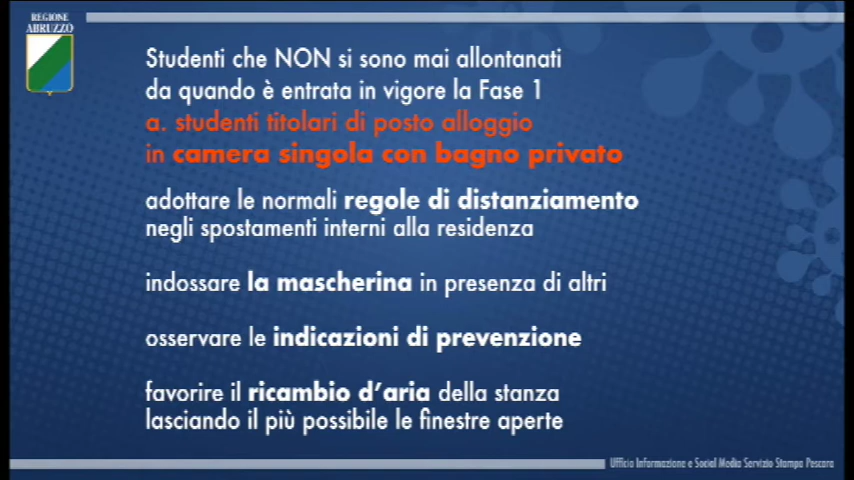 REGIONE
ABRUZZO
Studenti che NON si sono mai allontanati
da quando è entrata in vigore la Fase 1
a. studenti titolari di posto alloggio
in camera singola con bagno privato
adottare le normali regole di distanziamento
negli spostamenti interni alla residenza
indossare la mascherina in presenza di altri
osservare le indicazioni di prevenzione
favorire il ricambio d'aria della stanza
lasciando il più possibile le finestre aperte
Ufficio Informazione e Social Media Servizio Stampa Pescara